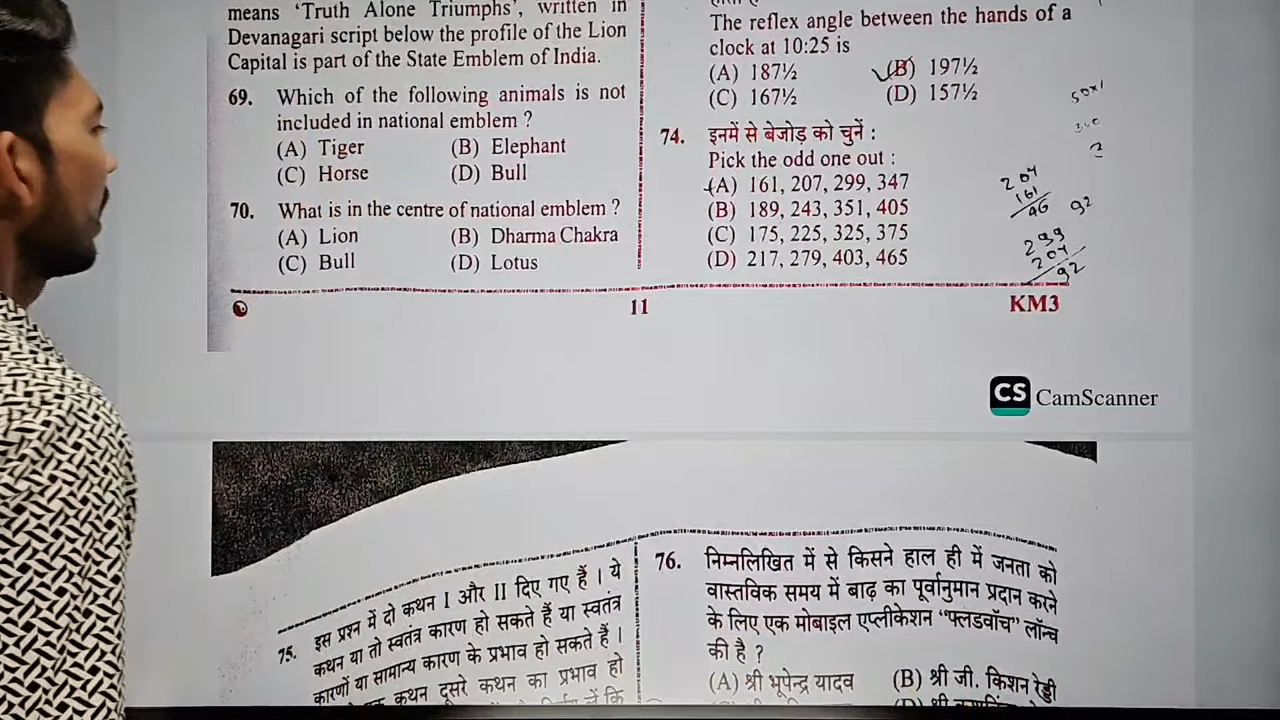 means ‘Truth Alone Triumphs’, written in
Devanagari script below the profile of the Lion
Capital is part of the State Emblem of India.
69. Which of the following animals is not
included in national emblem ?
(A) Tiger (B) Elephant
(C) Horse (D) Bull
70. What is in the centre of national emblem ?
(A) Lion (B) Dharma Chakra
(C) Bull (D) Lotus
The reflex angle between the hands of a
clock at 10:25 is
(A) 187½ (B) 197½
(C) 167½ (D) 157½
74. इनमें से बेजोड़ को चुनें :
Pick the odd one out :
(A) 161, 207, 299, 347
(B) 189, 243, 351, 405
(C) 175, 225, 325, 375
(D) 217, 279, 403, 465
207
161
46 92
299
207
92
11 KM3
CS CamScanner
75. इस प्रश्न में दो कथन I और II दिए गए हैं । ये
कथन या तो स्वतंत्र कारण हो सकते हैं या स्वतंत्र
कारणों या सामान्य कारण के प्रभाव हो सकते हैं ।
कथन दूसरे कथन का प्रभाव हो
76. निम्नलिखित में से किसने हाल ही में जनता को
वास्तविक समय में बाढ़ का पूर्वानुमान प्रदान करने
के लिए एक मोबाइल एप्लीकेशन “फ्लडवॉच” लॉन्च
की है ?
(A) श्री भूपेन्द्र यादव (B) श्री जी. किशन रेड्डी